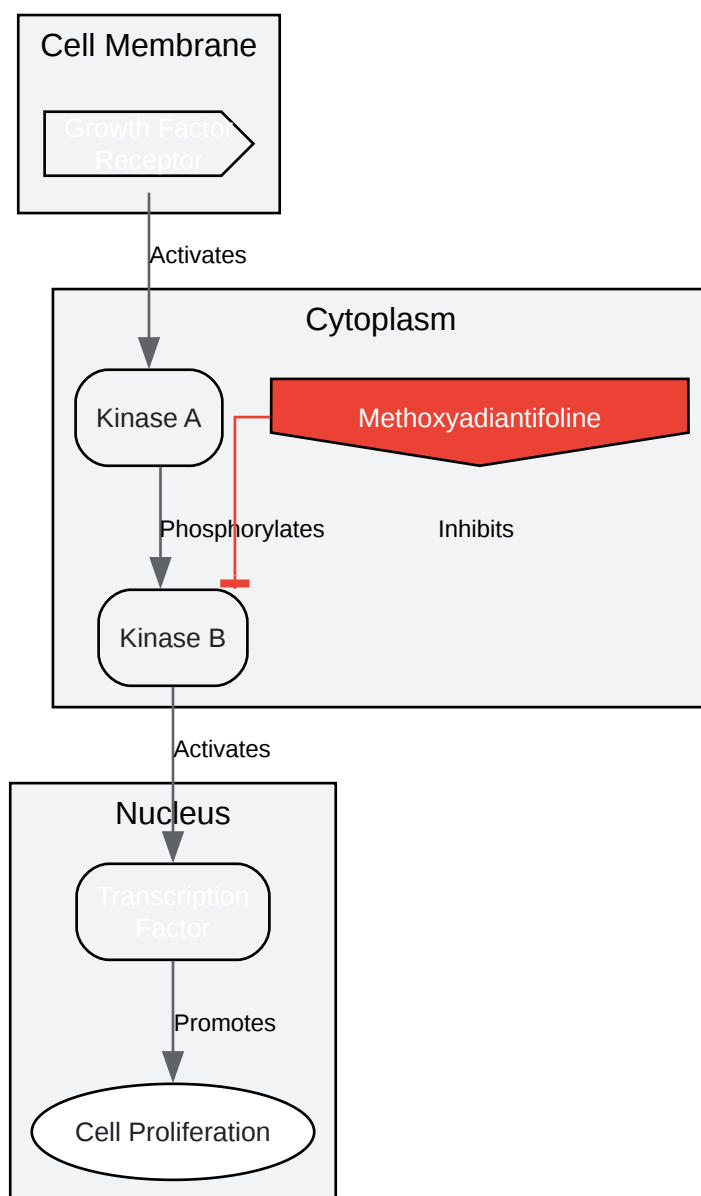 Cell Membrane
Growth Factor
Receptor
Activates
Cytoplasm
Kinase A
Methoxyadiantifoline
Phosphorylates
Inhibits
Kinase B
Activates
Nucleus
Transcription
Factor
Promotes
Cell Proliferation